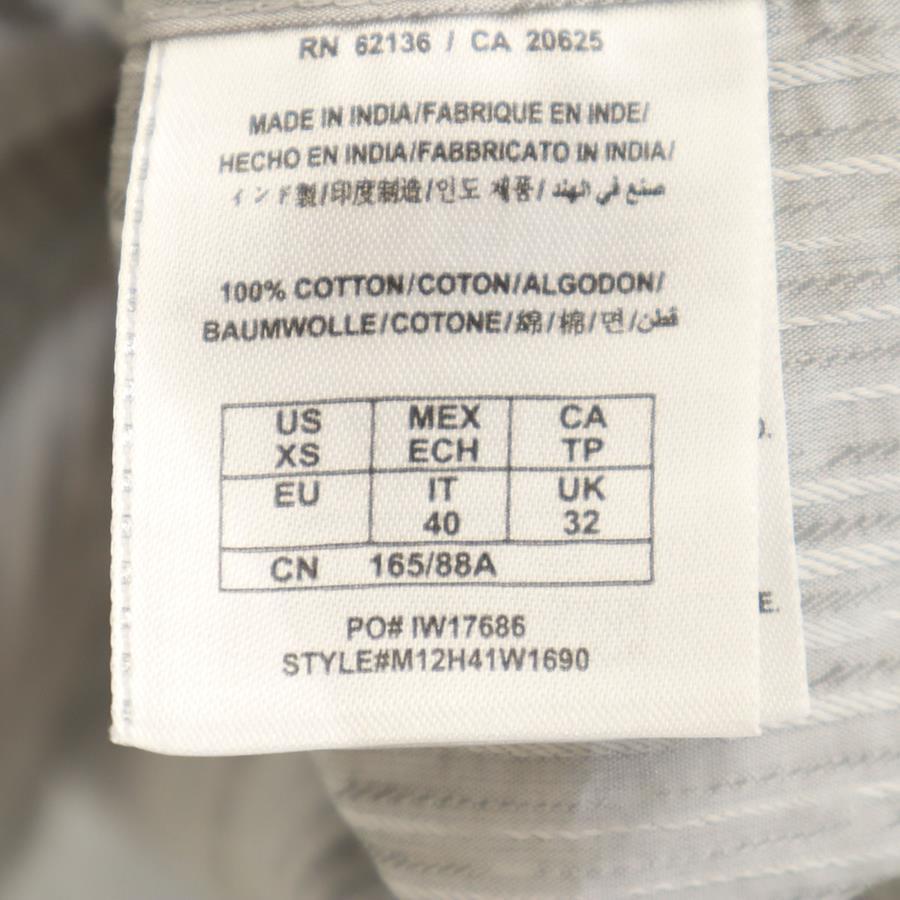 RN 62136 / CA 20625
MADE IN INDIA/FABRIQUE EN INDE/
HECHO EN INDIA/FABBRICATO IN INDIA/
インド製/印度制造/인도 제품/صنع في الهند
100% COTTON/COTON/ALGODON/
BAUMWOLLE/COTONE/綿/棉/면/قطن
US MEX CA
XS ECH TP
EU IT UK
40 32
CN 165/88A
PO# IW17686
STYLE#M12H41W1690
E.